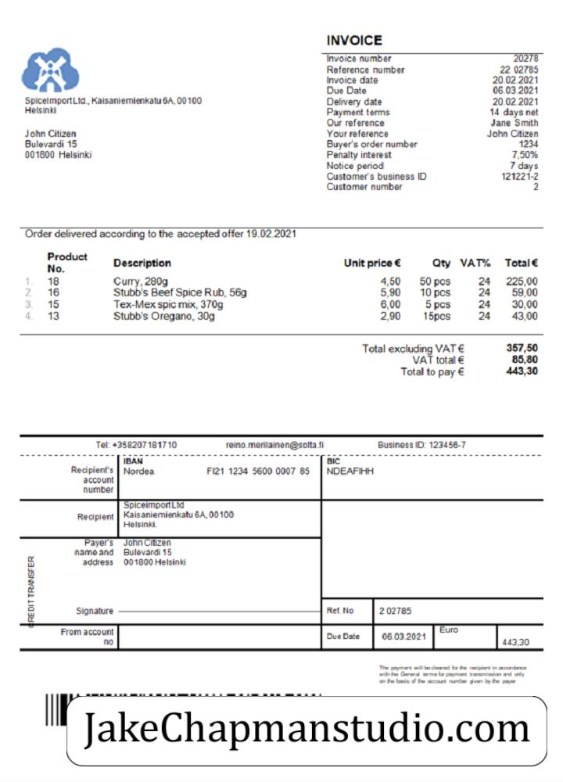 INVOICE
Invoice number 20278
Reference number 22 02785
Invoice date 20.02.2021
Due Date 06.03.2021
Delivery date 20.02.2021
Payment terms 14 days net
Our reference Jane Smith
Your reference John Citizen
Buyer's order number 1234
Penalty interest 7,50%
Notice period 7 days
Customer's business ID 121221-2
Customer number 2
SpiceImportLtd., Kaisaniemienkatu 6A, 00100
Helsinki
John Citizen
Bulevardi 15
001800 Helsinki
Order delivered according to the accepted offer 19.02.2021
Product No. Description Unit price € Qty VAT% Total €
1. 18 Curry, 280g 4,50 50 pcs 24 225,00
2. 16 Stubb's Beef Spice Rub, 56g 5,90 10 pcs 24 59,00
3. 15 Tex-Mex spic mix, 370g 6,00 5 pcs 24 30,00
4. 13 Stubb's Oregano, 30g 2,90 15pcs 24 43,00
Total excluding VAT € 357,50
VAT total € 85,80
Total to pay € 443,30
Tel: +358207181710 reino.merilainen@sotta.fi Business ID: 123456-7
Recipient's account number
IBAN
Nordea FI21 1234 5600 0007 85
BIC
NDEAFIHH
Recipient
SpiceimportLtd
Kaisaniemienkatu 6A, 00100
Helsinki.
Payer's name and address
John Citizen
Bulevardi 15
001800 Helsinki
CREDIT TRANSFER
Signature
Ref No 2 02785
From account no
Due Date 06.03.2021 Euro 443,30
The payment will be cleared for the recipient in accordance
with the General terms for payment transmission and only
on the basis of the account number given by the payer
JakeChapmanstudio.com